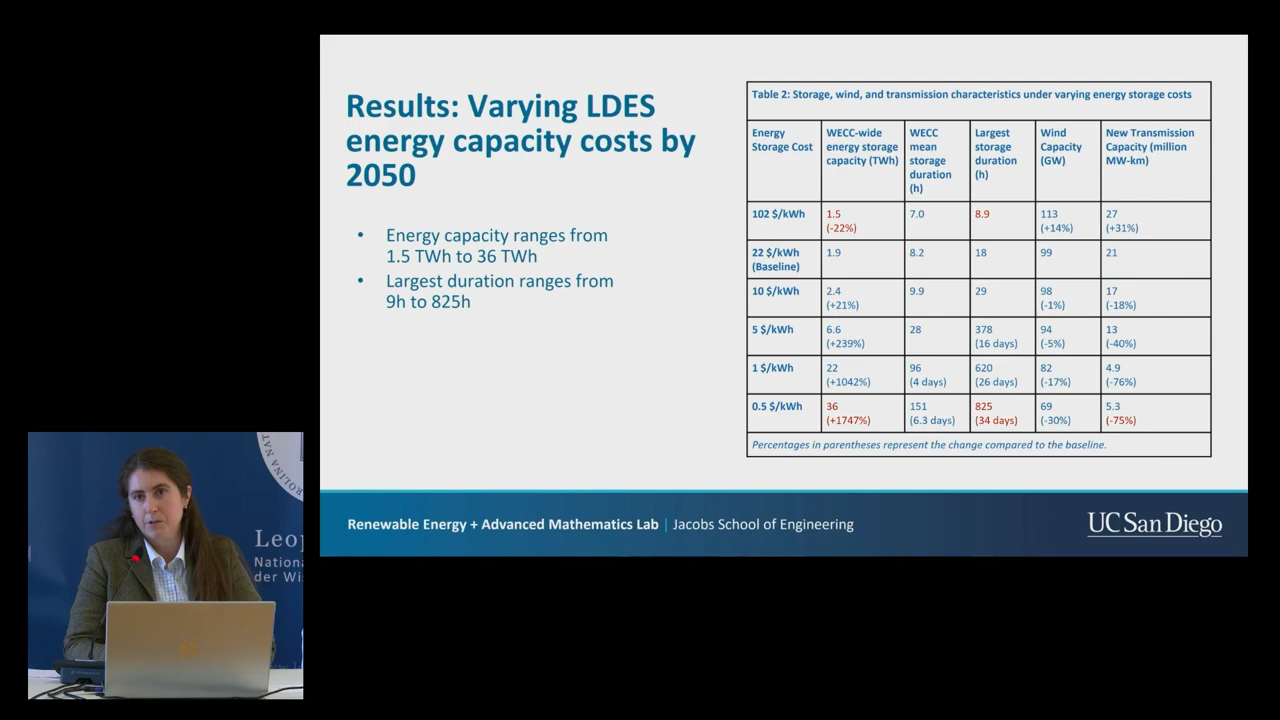 Results: Varying LDES
energy capacity costs by
2050
• Energy capacity ranges from
1.5 TWh to 36 TWh
• Largest duration ranges from
9h to 825h
Table 2: Storage, wind, and transmission characteristics under varying energy storage costs
Energy Storage Cost | WECC-wide energy storage capacity (TWh) | WECC mean storage duration (h) | Largest storage duration (h) | Wind Capacity (GW) | New Transmission Capacity (million MW-km)
102 $/kWh | 1.5 (-22%) | 7.0 | 8.9 | 113 (+14%) | 27 (+31%)
22 $/kWh (Baseline) | 1.9 | 8.2 | 18 | 99 | 21
10 $/kWh | 2.4 (+21%) | 9.9 | 29 | 98 (-1%) | 17 (-18%)
5 $/kWh | 6.6 (+239%) | 28 | 378 (16 days) | 94 (-5%) | 13 (-40%)
1 $/kWh | 22 (+1042%) | 96 (4 days) | 620 (26 days) | 82 (-17%) | 4.9 (-76%)
0.5 $/kWh | 36 (+1747%) | 151 (6.3 days) | 825 (34 days) | 69 (-30%) | 5.3 (-75%)
Percentages in parentheses represent the change compared to the baseline.
Renewable Energy + Advanced Mathematics Lab | Jacobs School of Engineering
UC San Diego
Leop
Nationa
der Wi